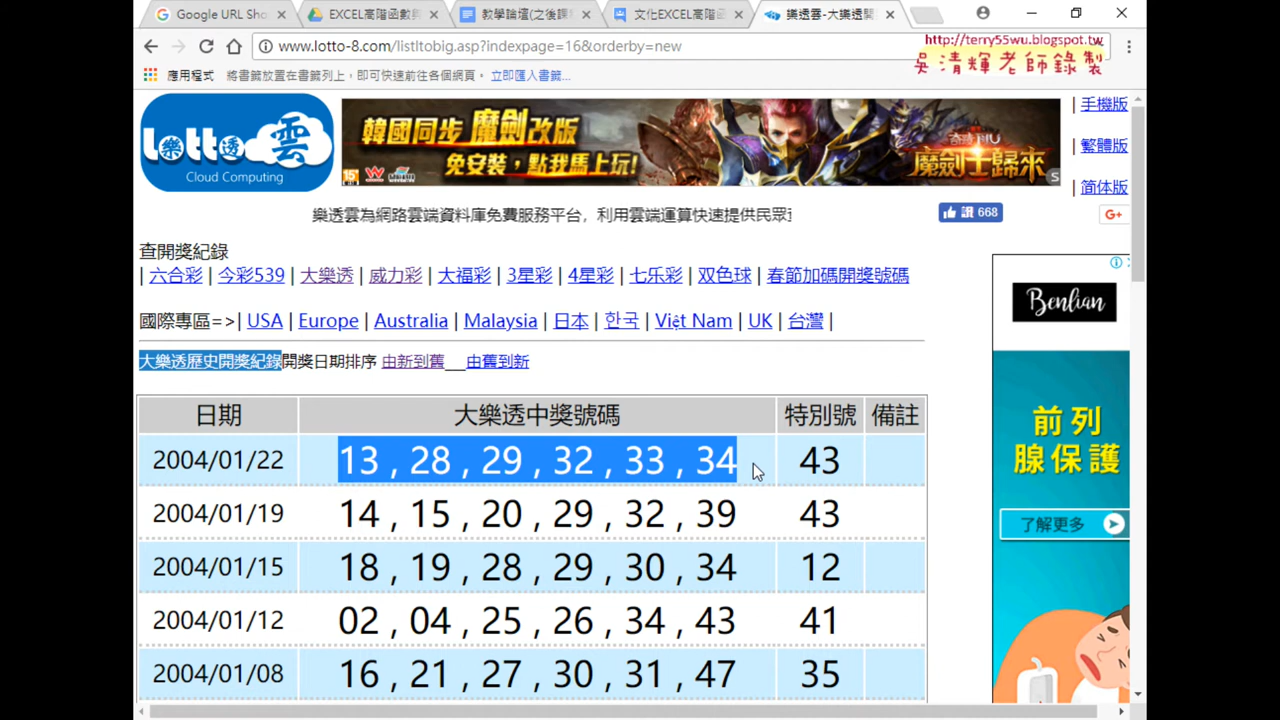 Google URL Sho
EXCEL高階函數與
教學論壇(之後課
文化EXCEL高階函
樂透雲-大樂透開
www.lotto-8.com/listltobig.asp?indexpage=16&orderby=new
http://terry55wu.blogspot.tw
吳清輝老師錄製
應用程式 將書籤放置在書籤列上，即可快速前往各個網頁。 立即匯入書籤...
lotto 樂透雲
Cloud Computing
韓國同步 魔劍改版
免安裝，點我馬上玩!
魔劍士歸來
| 手機版
| 繁體版
| 简体版
樂透雲為網路雲端資料庫免費服務平台，利用雲端運算快速提供民眾
讚 668
G+
查開獎紀錄
| 六合彩 | 今彩539 | 大樂透 | 威力彩 | 大福彩 | 3星彩 | 4星彩 | 七乐彩 | 双色球 | 春節加碼開獎號碼
國際專區=>| USA | Europe | Australia | Malaysia | 日本 | 한국 | Việt Nam | UK | 台灣 |
大樂透歷史開獎紀錄開獎日期排序 由新到舊 由舊到新
日期 大樂透中獎號碼 特別號 備註
2004/01/22 13 , 28 , 29 , 32 , 33 , 34 43
2004/01/19 14 , 15 , 20 , 29 , 32 , 39 43
2004/01/15 18 , 19 , 28 , 29 , 30 , 34 12
2004/01/12 02 , 04 , 25 , 26 , 34 , 43 41
2004/01/08 16 , 21 , 27 , 30 , 31 , 47 35
Benlian
前列
腺保護
了解更多